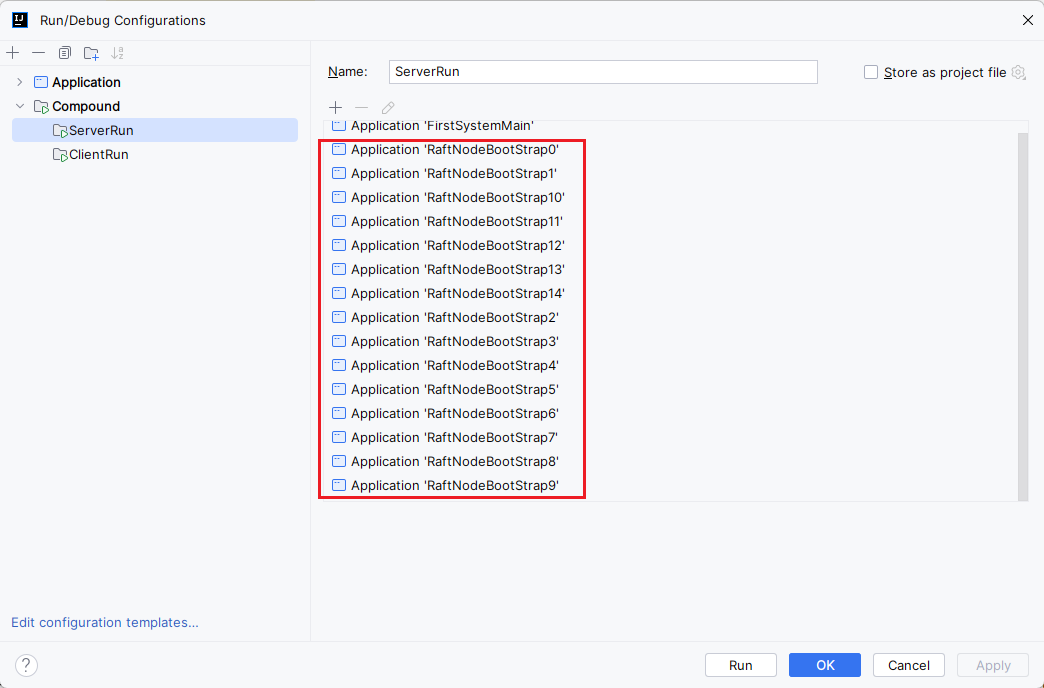 Run/Debug Configurations
Application
Compound
ServerRun
ClientRun
Edit configuration templates...
Name: ServerRun Store as project file
Application 'FirstSystemMain'
Application 'RaftNodeBootStrap0'
Application 'RaftNodeBootStrap1'
Application 'RaftNodeBootStrap10'
Application 'RaftNodeBootStrap11'
Application 'RaftNodeBootStrap12'
Application 'RaftNodeBootStrap13'
Application 'RaftNodeBootStrap14'
Application 'RaftNodeBootStrap2'
Application 'RaftNodeBootStrap3'
Application 'RaftNodeBootStrap4'
Application 'RaftNodeBootStrap5'
Application 'RaftNodeBootStrap6'
Application 'RaftNodeBootStrap7'
Application 'RaftNodeBootStrap8'
Application 'RaftNodeBootStrap9'
? Run OK Cancel Apply